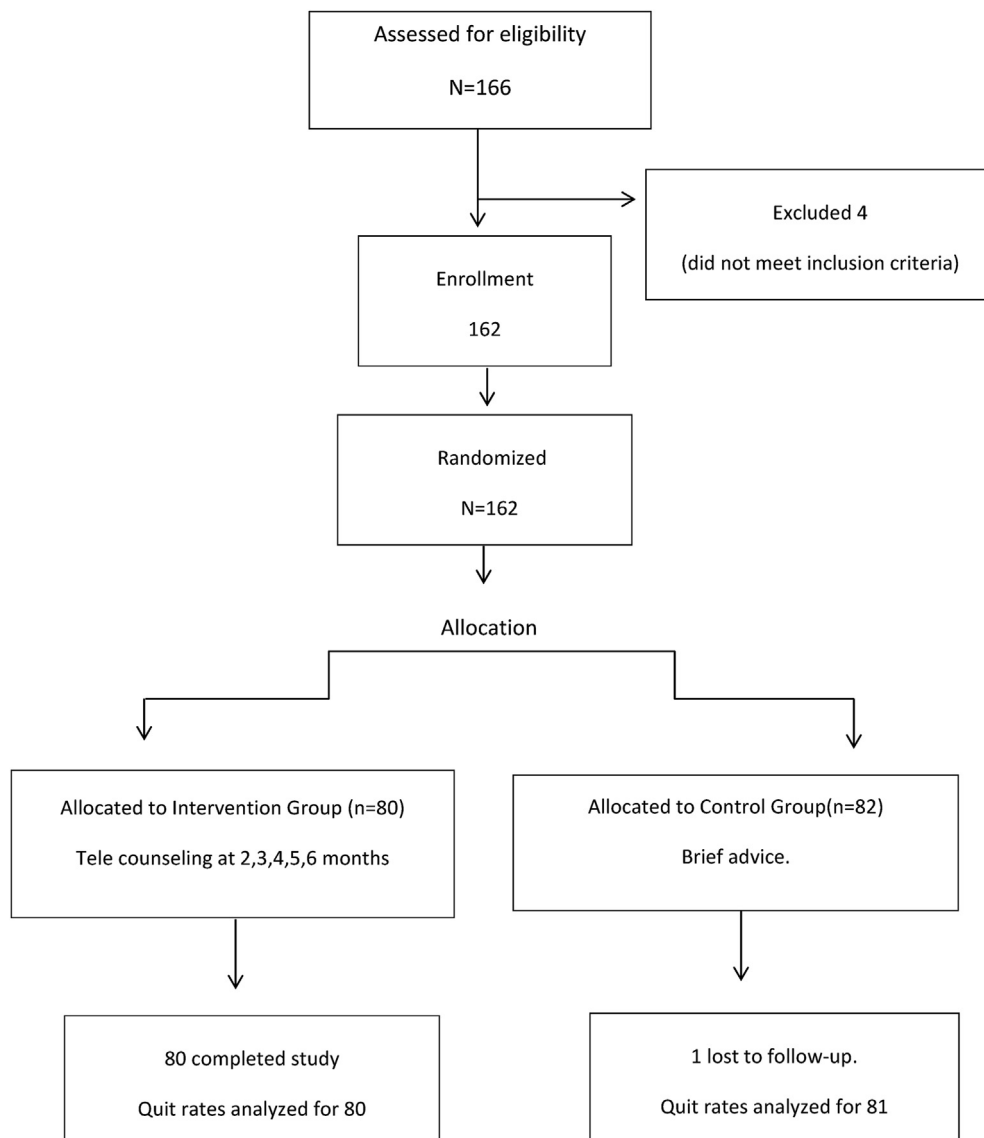 Assessed for eligibility
N=166
Excluded 4
(did not meet inclusion criteria)
Enrollment
162
Randomized
N=162
Allocation
Allocated to Intervention Group (n=80)
Tele counseling at 2,3,4,5,6 months
Allocated to Control Group(n=82)
Brief advice.
80 completed study
Quit rates analyzed for 80
1 lost to follow-up.
Quit rates analyzed for 81